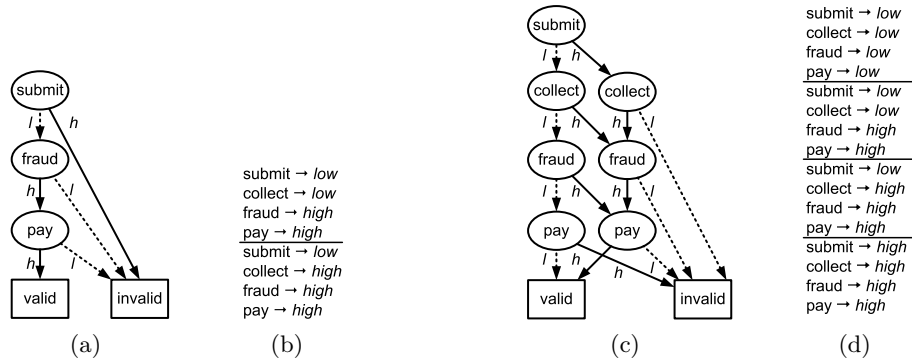 submit
l
h
fraud
h
l
pay
h
l
valid
invalid
(a)
submit → low
collect → low
fraud → high
pay → high
submit → low
collect → high
fraud → high
pay → high
(b)
submit
l
h
collect
collect
l
h
h
l
fraud
fraud
l
h
h
l
pay
pay
l
h
h
l
valid
invalid
(c)
submit → low
collect → low
fraud → low
pay → low
submit → low
collect → low
fraud → high
pay → high
submit → low
collect → high
fraud → high
pay → high
submit → high
collect → high
fraud → high
pay → high
(d)